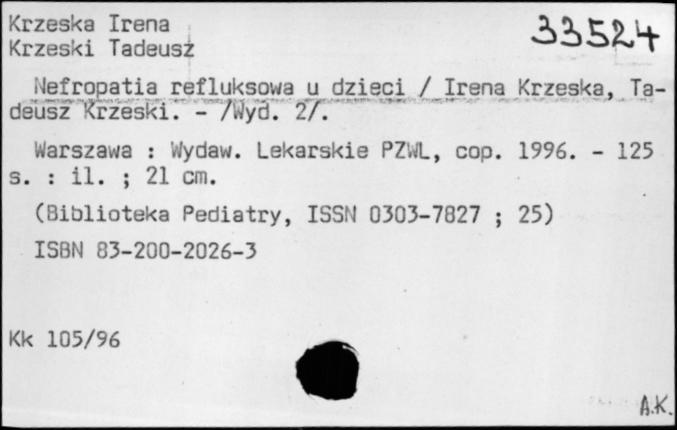 Krzeska Irena
33524
Krzeski Tadeusz
Nefropatia refluksowa u dzieci / Irena Krzeska, Ta-
deusz Krzeski. - /Wyd. 2/.
Warszawa : Wydaw. Lekarskie PZWL, cop. 1996. - 125
s. : il. ; 21 cm.
(Biblioteka Pediatry, ISSN 0303-7827 ; 25)
ISBN 83-200-2026-3
Kk 105/96
A.K.